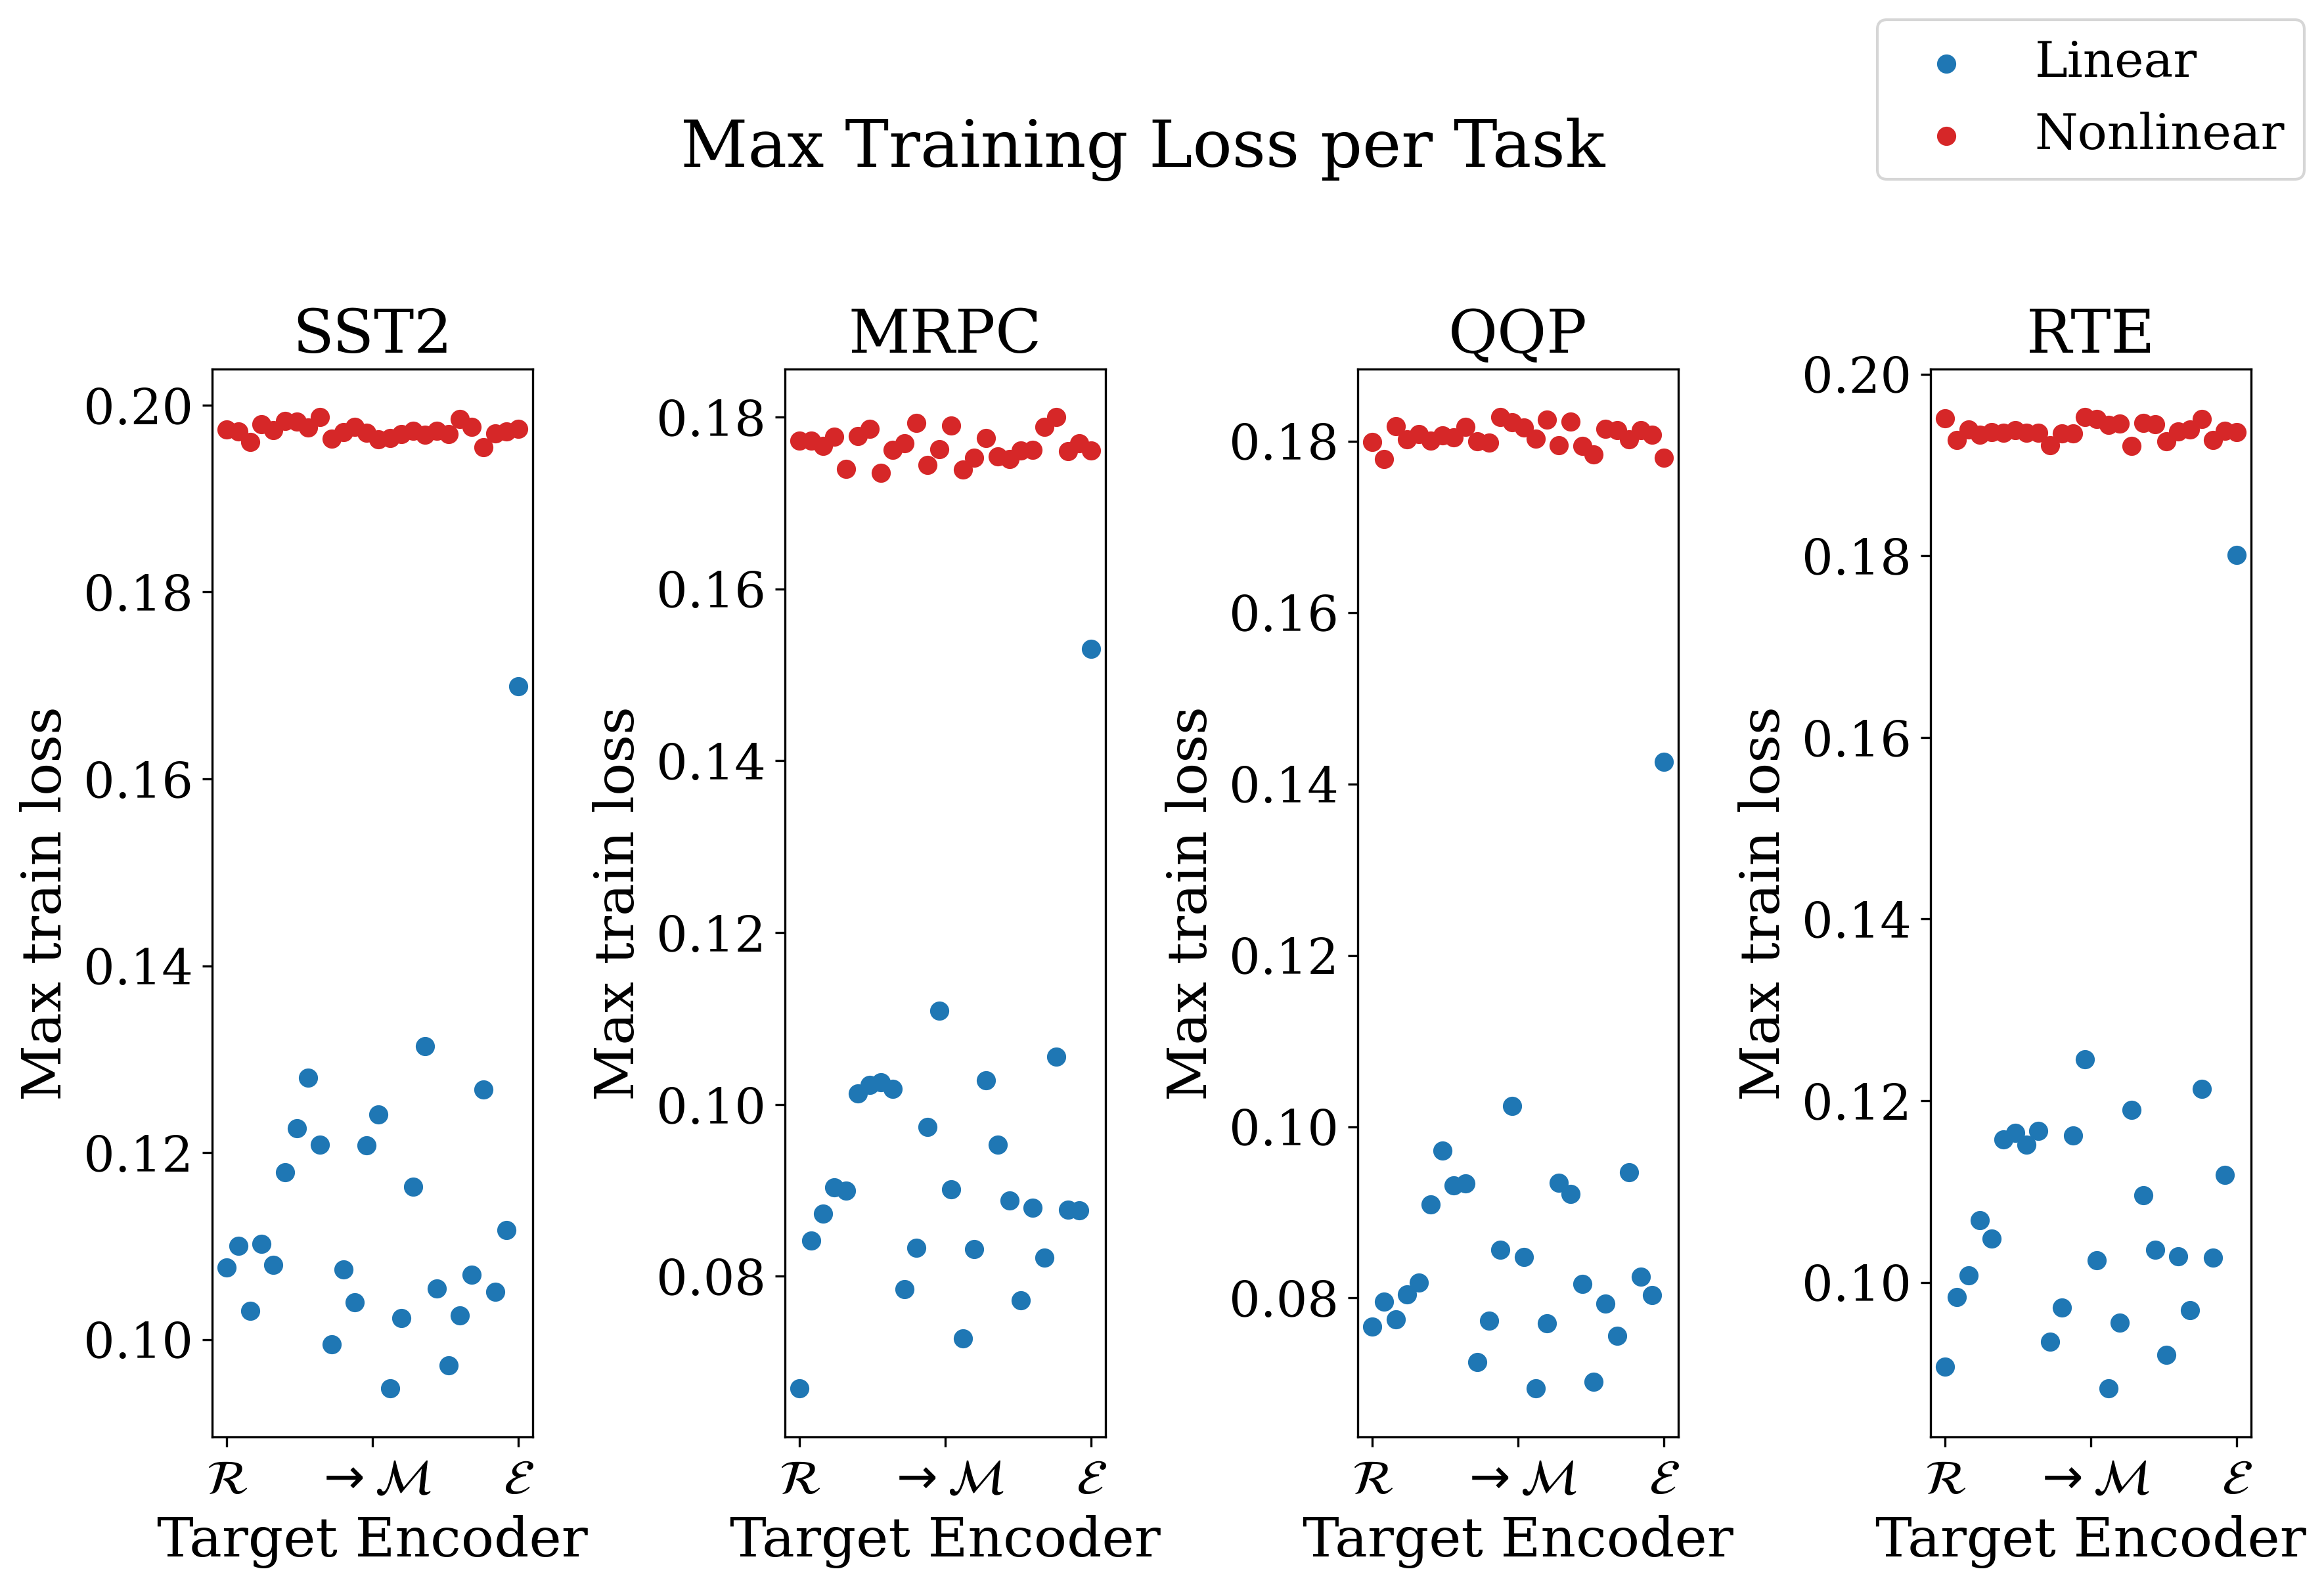 Linear
Nonlinear
Max Training Loss per Task
SST2
MRPC
QQP
RTE
Max train loss
0.20
0.18
0.16
0.14
0.12
0.10
ℛ
→ℳ
ℰ
Target Encoder
Max train loss
0.18
0.16
0.14
0.12
0.10
0.08
ℛ
→ℳ
ℰ
Target Encoder
Max train loss
0.18
0.16
0.14
0.12
0.10
0.08
ℛ
→ℳ
ℰ
Target Encoder
Max train loss
0.20
0.18
0.16
0.14
0.12
0.10
ℛ
→ℳ
ℰ
Target Encoder